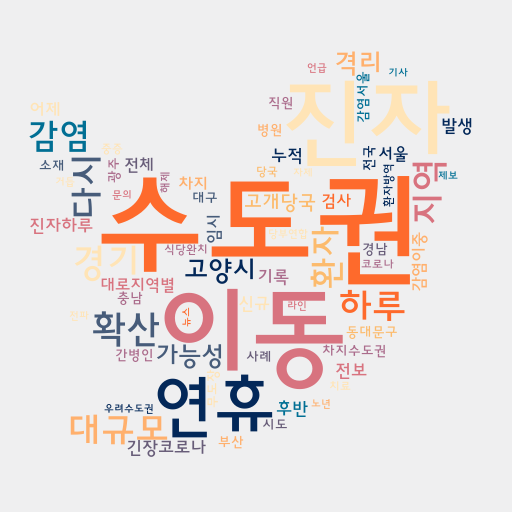 언급
기사
격리
어제
직원
감염서울
진자
감염
병원
발생
누적
전국
서울
소재
다시
광주
전체
당국
환자방역
제보
문의
해제
차지
대구
수도권
고개당국
검사
지역
진자하루
임시
환자
경기
식당완치
경남
코로나
감염이중
고양시
기록
대로지역별
충남
이동
신규
라인
하루
뉴스
확산
동대문구
간병인
가능성
사례
차지수도권
전보
연휴
우려수도권
후반
노년
대규모
시도
긴장코로나
부산